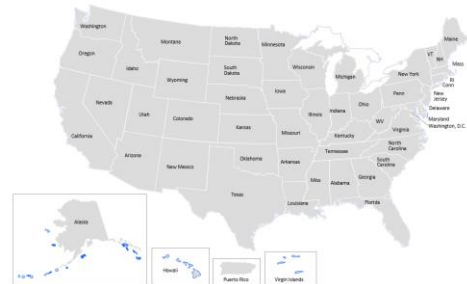 Washington
Montana
North
Dakota
Minnesota
Maine
Oregon
Idaho
South
Dakota
Wisconsin
Michigan
VT
NH
Mass
New York
Wyoming
RI
Conn
Nevada
Nebraska
Iowa
Penn
New
Jersey
Utah
Colorado
Illinois
Indiana
Ohio
Delaware
Maryland
Washington, D.C.
California
Kansas
Missouri
Kentucky
WV
Virginia
North
Carolina
Arizona
New Mexico
Oklahoma
Arkansas
Tennessee
South
Carolina
Texas
Louisiana
Miss
Alabama
Georgia
Florida
Alaska
Hawaii
Puerto Rico
Virgin Islands